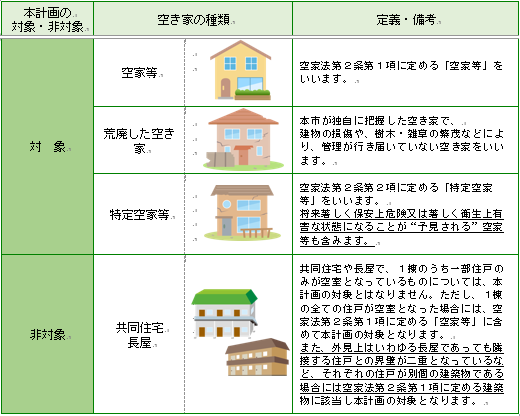 本計画の
対象・非対象
空き家の種類
定義・備考
対　象
空家等
空家法第２条第１項に定める「空家等」を
いいます。
荒廃した空き
家
本市が独自に把握した空き家で、
建物の損傷や、樹木・雑草の繁茂などによ
り、管理が行き届いていない空き家をいい
ます。
特定空家等
空家法第２条第２項に定める「特定空家
等」をいいます。
将来著しく保安上危険又は著しく衛生上有
害な状態になることが“予見される”空家
等も含みます。
非対象
共同住宅
長屋
共同住宅や長屋で、１棟のうち一部住戸の
みが空室となっているものについては、本
計画の対象とはなりません。ただし、１棟
の全ての住戸が空室となった場合には、空
家法第２条第１項に定める「空家等」に含
めて本計画の対象となります。
また、外見上はいわゆる長屋であっても隣
接する住戸との界壁が二重となっているな
ど、それぞれの住戸が別個の建築物である
場合には空家法第２条第１項に定める建築
物に該当し本計画の対象となります。